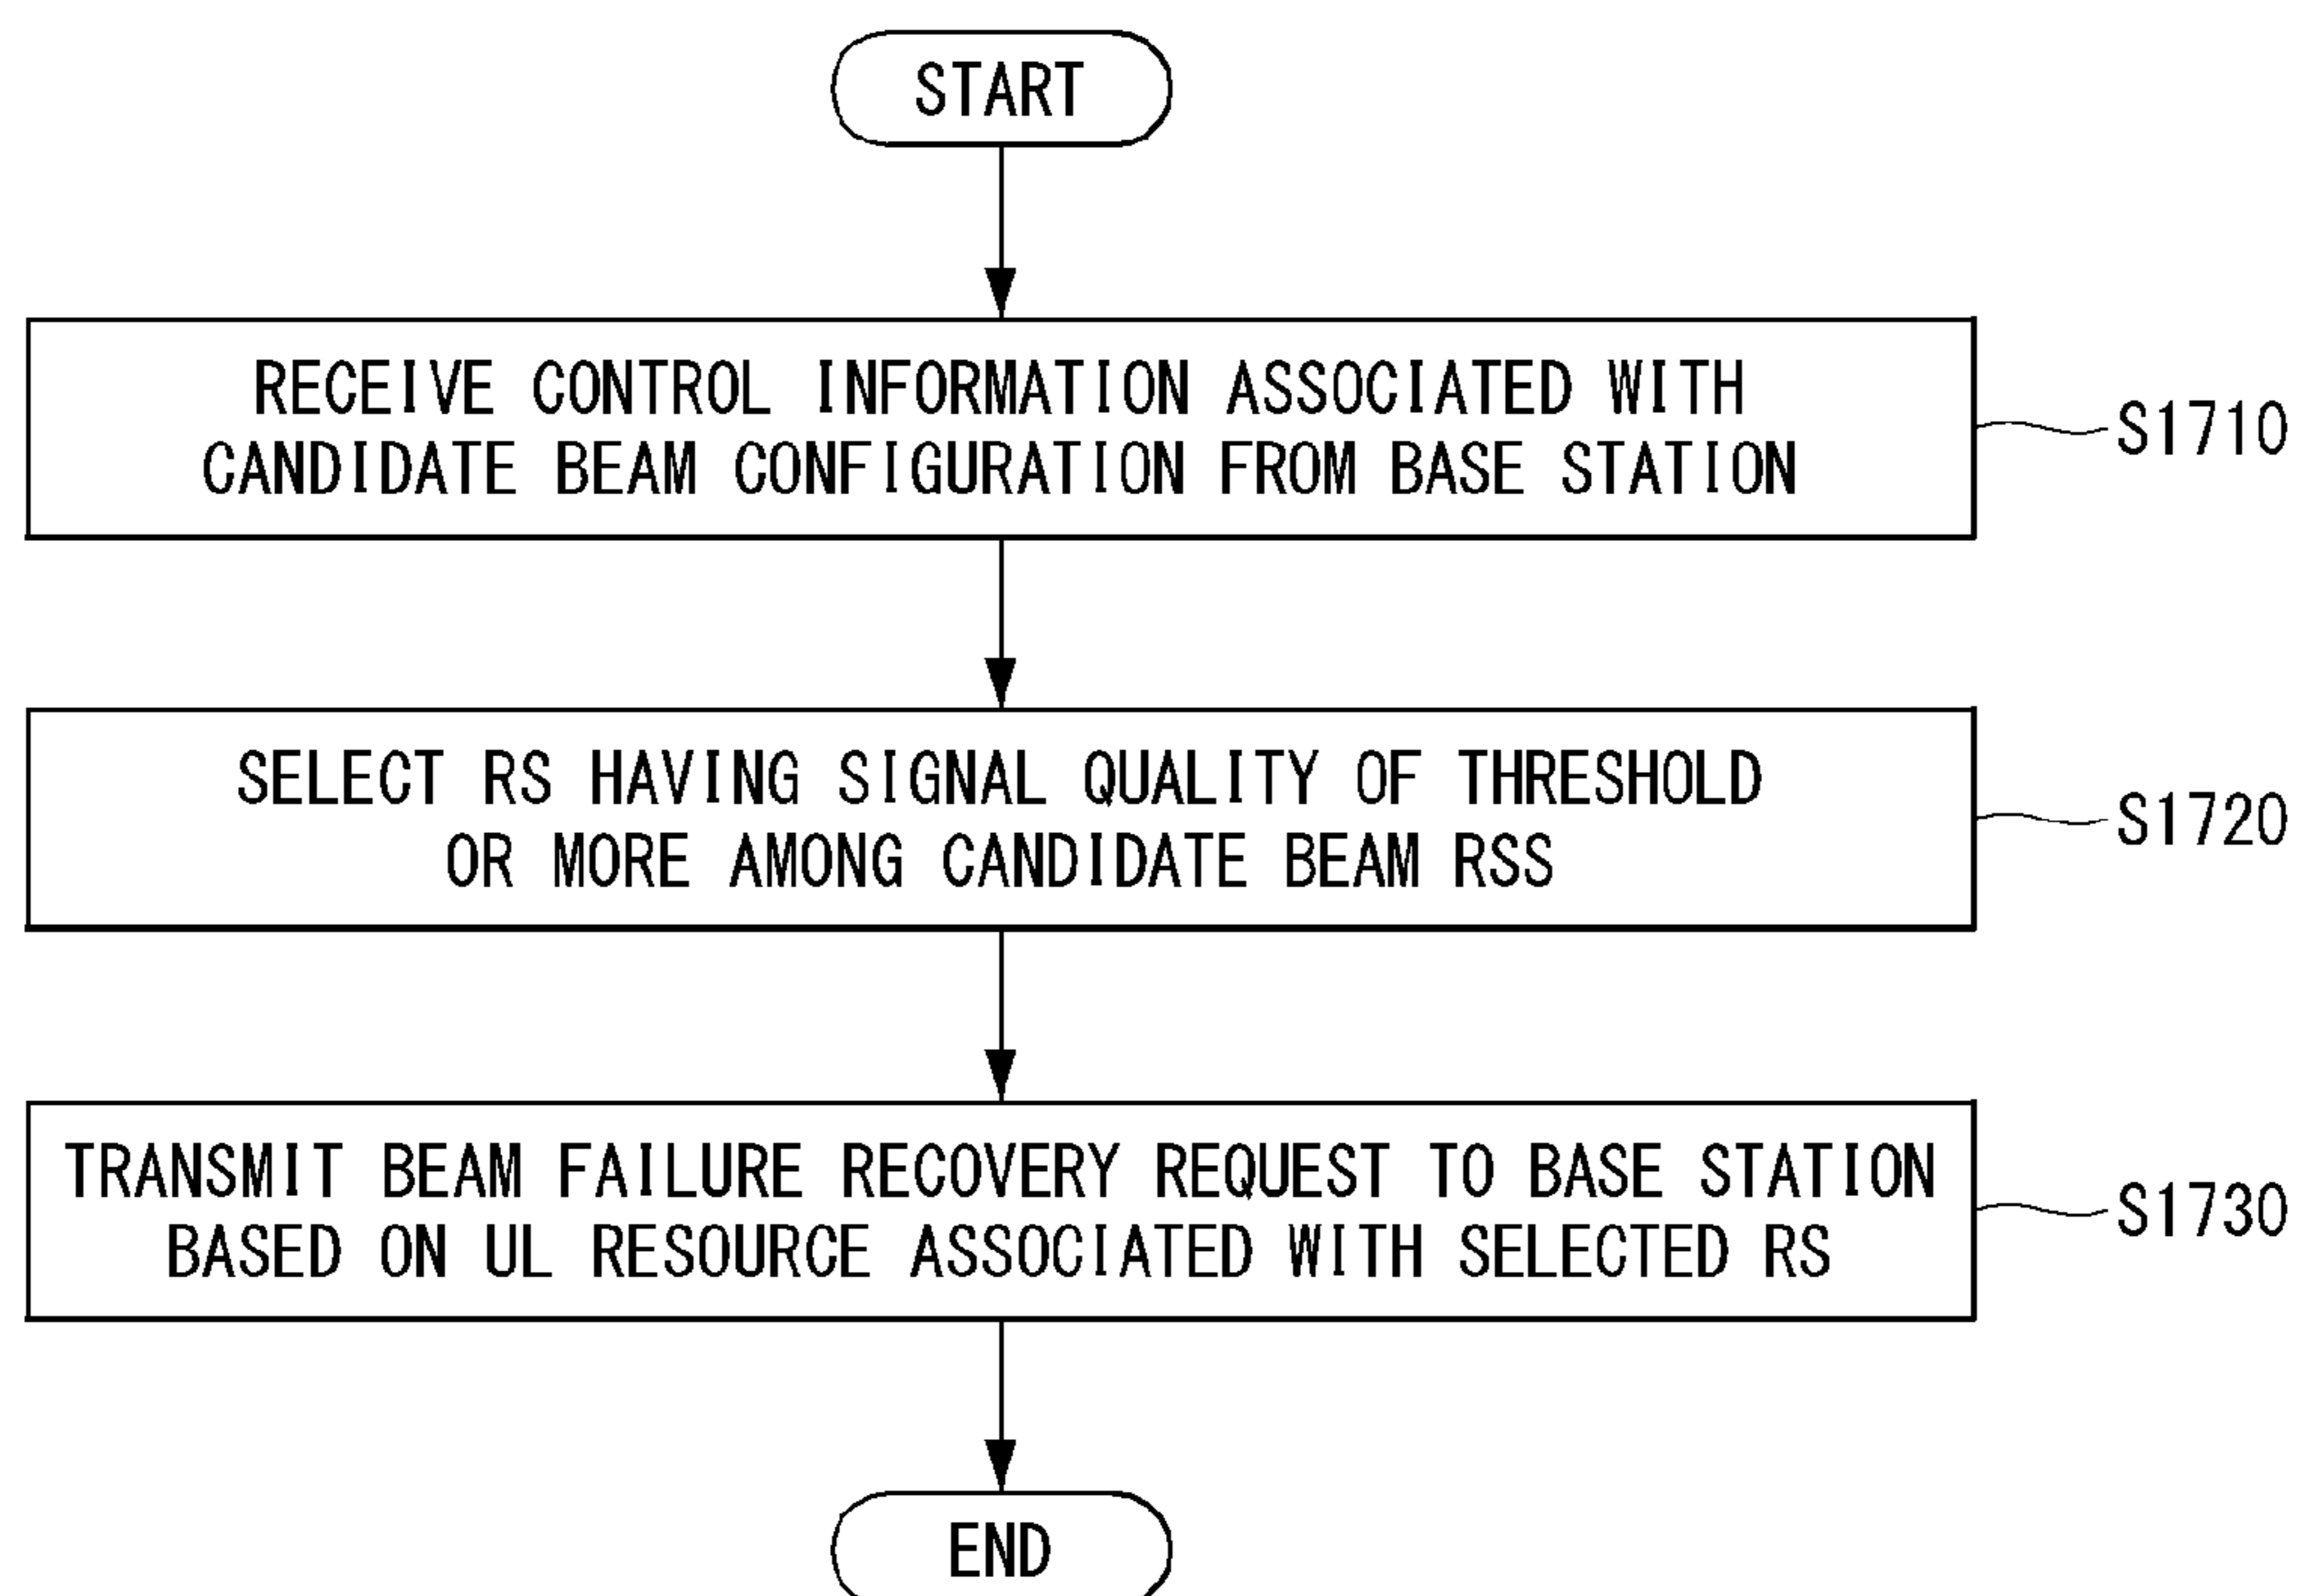 START
RECEIVE CONTROL INFORMATION ASSOCIATED WITH
CANDIDATE BEAM CONFIGURATION FROM BASE STATION
S1710
SELECT RS HAVING SIGNAL QUALITY OF THRESHOLD
OR MORE AMONG CANDIDATE BEAM RSS
S1720
TRANSMIT BEAM FAILURE RECOVERY REQUEST TO BASE STATION
BASED ON UL RESOURCE ASSOCIATED WITH SELECTED RS
S1730
END